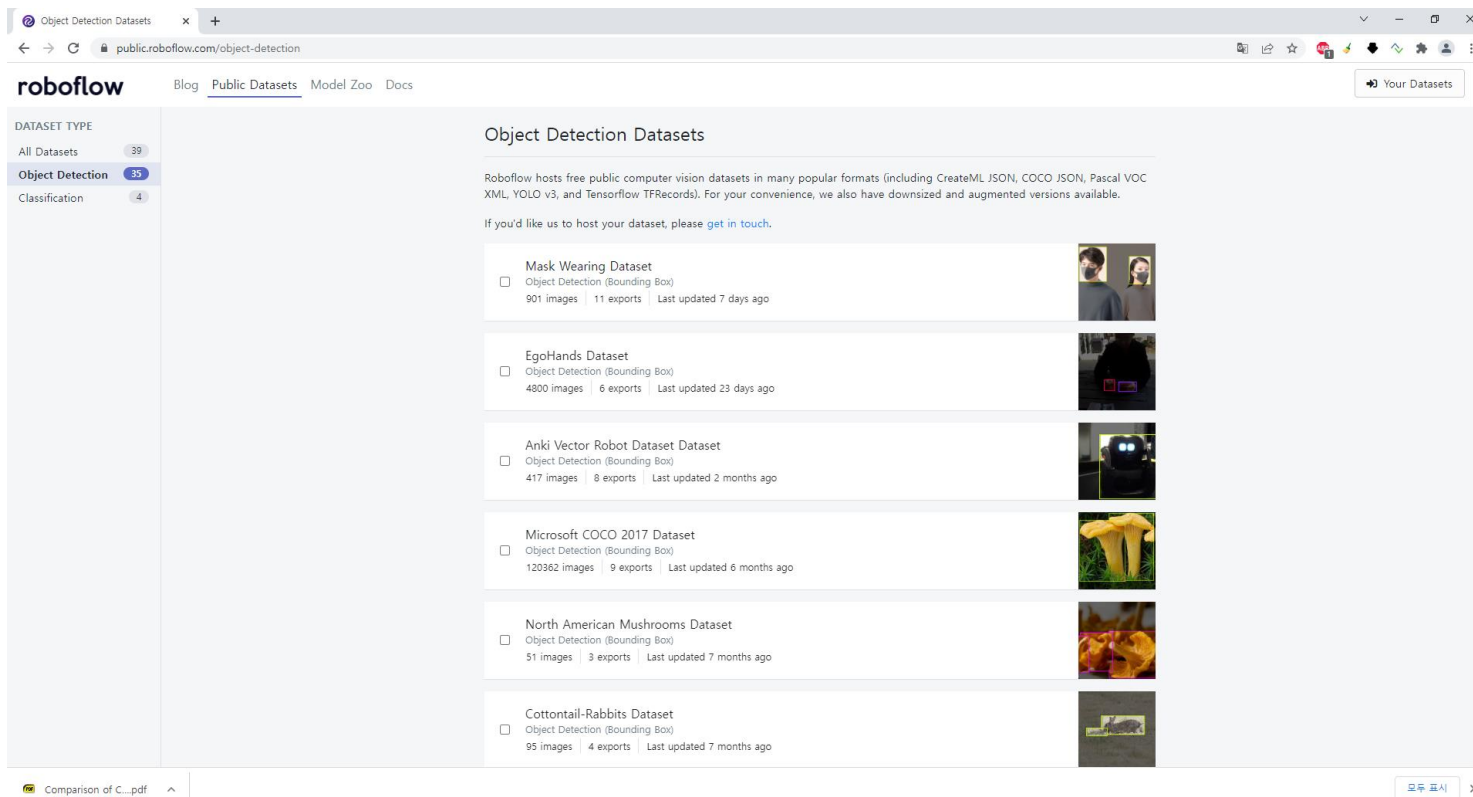 Object Detection Datasets
public.roboflow.com/object-detection
ABP
1
roboflow
Blog Public Datasets Model Zoo Docs
Your Datasets
DATASET TYPE
All Datasets 39
Object Detection 35
Classification 4
Object Detection Datasets
Roboflow hosts free public computer vision datasets in many popular formats (including CreateML JSON, COCO JSON, Pascal VOC
XML, YOLO v3, and Tensorflow TFRecords). For your convenience, we also have downsized and augmented versions available.
If you'd like us to host your dataset, please get in touch.
Mask Wearing Dataset
Object Detection (Bounding Box)
901 images 11 exports Last updated 7 days ago
EgoHands Dataset
Object Detection (Bounding Box)
4800 images 6 exports Last updated 23 days ago
Anki Vector Robot Dataset Dataset
Object Detection (Bounding Box)
417 images 8 exports Last updated 2 months ago
Microsoft COCO 2017 Dataset
Object Detection (Bounding Box)
120362 images 9 exports Last updated 6 months ago
North American Mushrooms Dataset
Object Detection (Bounding Box)
51 images 3 exports Last updated 7 months ago
Cottontail-Rabbits Dataset
Object Detection (Bounding Box)
95 images 4 exports Last updated 7 months ago
PDF
Comparison of C....pdf
모두 표시